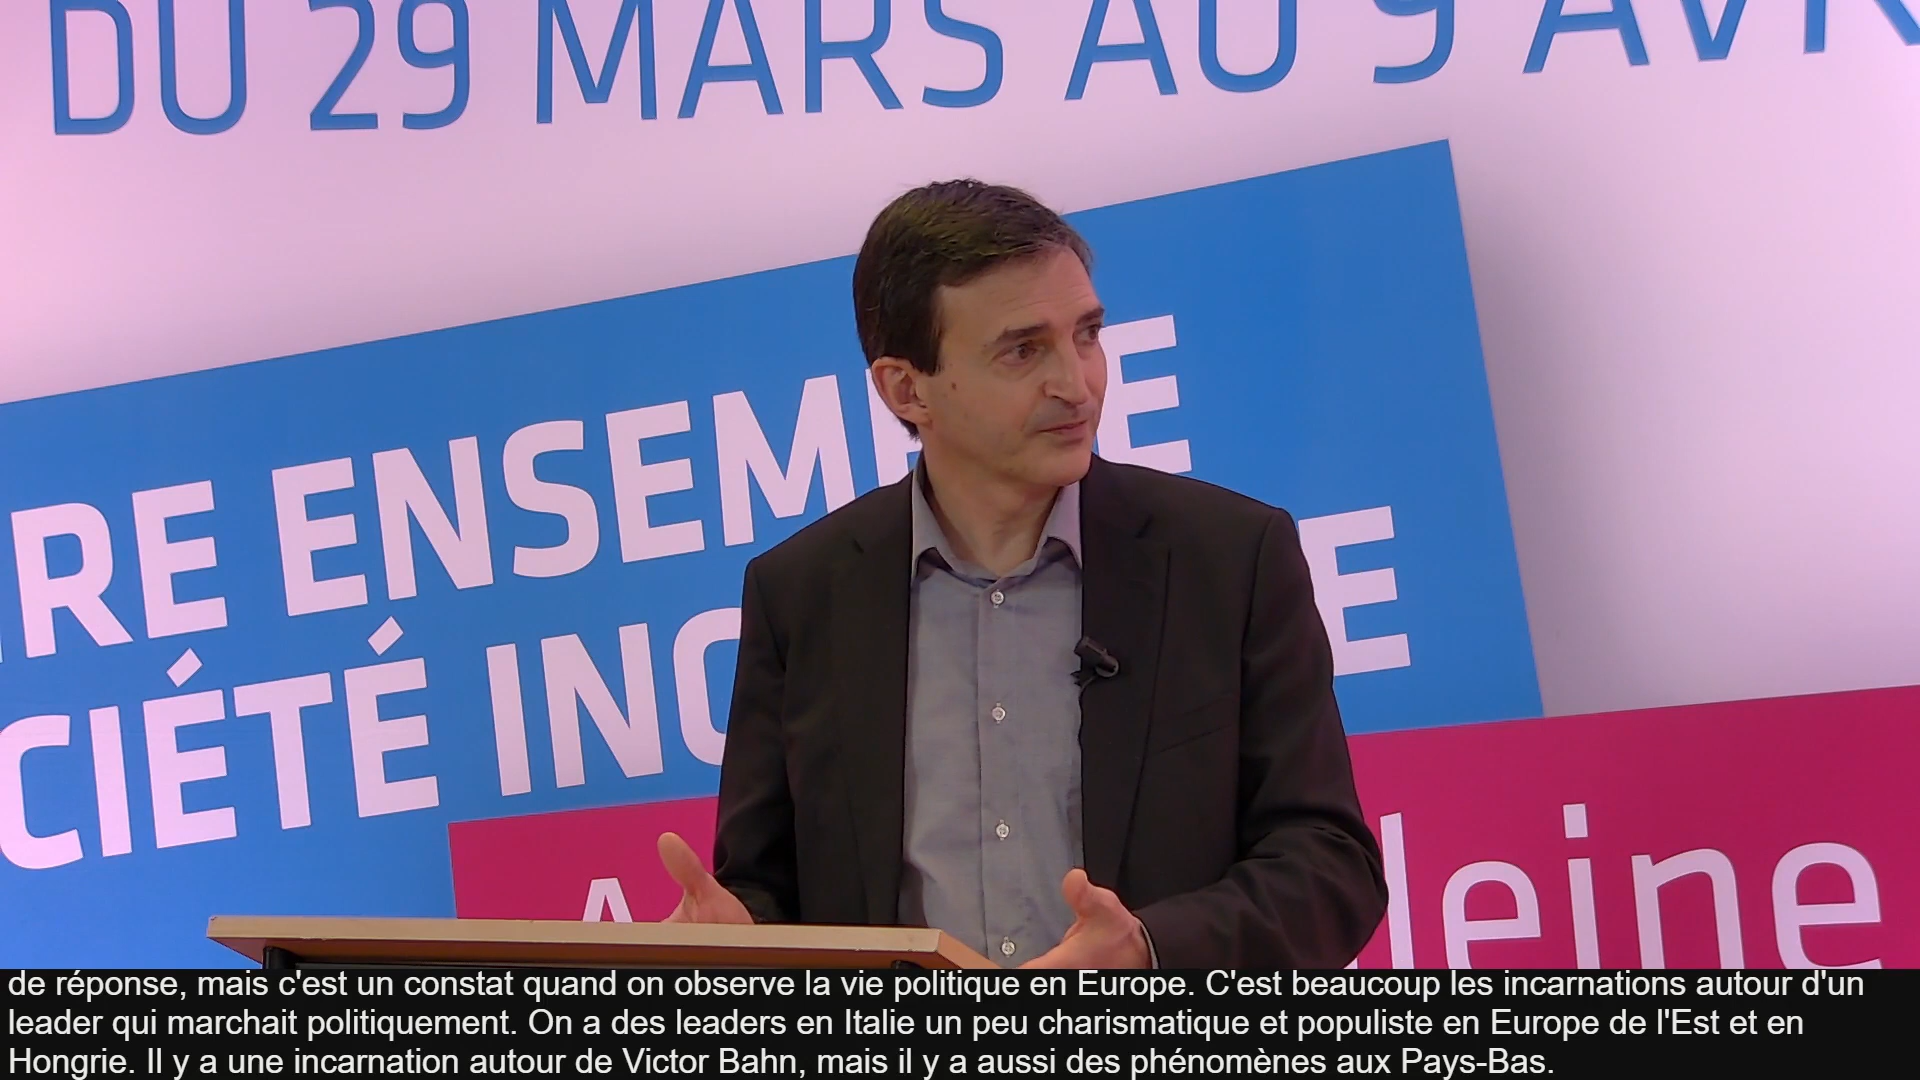 DU 29 MARS AU 9 AVR
RE ENSEMBLE
CIÉTÉ INC E
A leine
de réponse, mais c'est un constat quand on observe la vie politique en Europe. C'est beaucoup les incarnations autour d'un
leader qui marchait politiquement. On a des leaders en Italie un peu charismatique et populiste en Europe de l'Est et en
Hongrie. Il y a une incarnation autour de Victor Bahn, mais il y a aussi des phénomènes aux Pays-Bas.